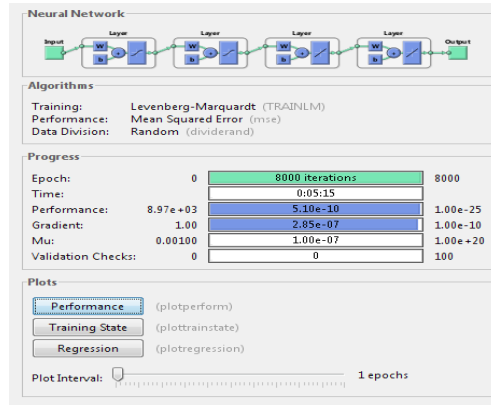 Neural Network
Layer Layer Layer Layer
Input W b + W b + W b + W b + Output
Algorithms
Training: Levenberg-Marquardt (TRAINLM)
Performance: Mean Squared Error (mse)
Data Division: Random (dividerand)
Progress
Epoch: 0 8000 iterations 8000
Time: 0:05:15
Performance: 8.97e+03 5.10e-10 1.00e-25
Gradient: 1.00 2.85e-07 1.00e-10
Mu: 0.00100 1.00e-07 1.00e+20
Validation Checks: 0 0 100
Plots
Performance (plotperform)
Training State (plottrainstate)
Regression (plotregression)
Plot Interval: 1 epochs